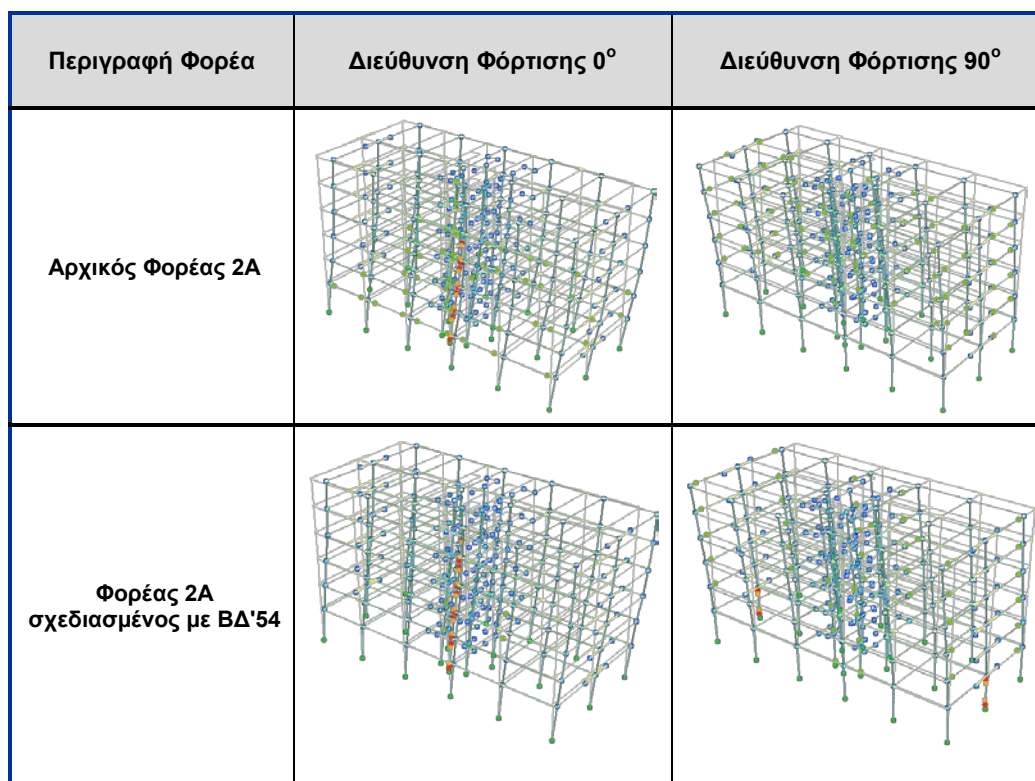 Περιγραφή Φορέα
Διεύθυνση Φόρτισης 0°
Διεύθυνση Φόρτισης 90°
Αρχικός Φορέας 2Α
Φορέας 2Α
σχεδιασμένος με ΒΔ'54